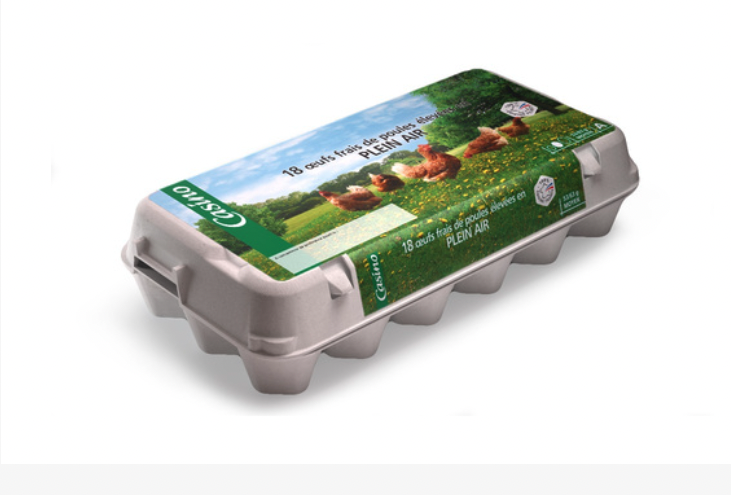 Casino
18 œufs frais de poules élevées en
PLEIN AIR
A
Casino
18 œufs frais de poules élevées en
PLEIN AIR
MOYEN